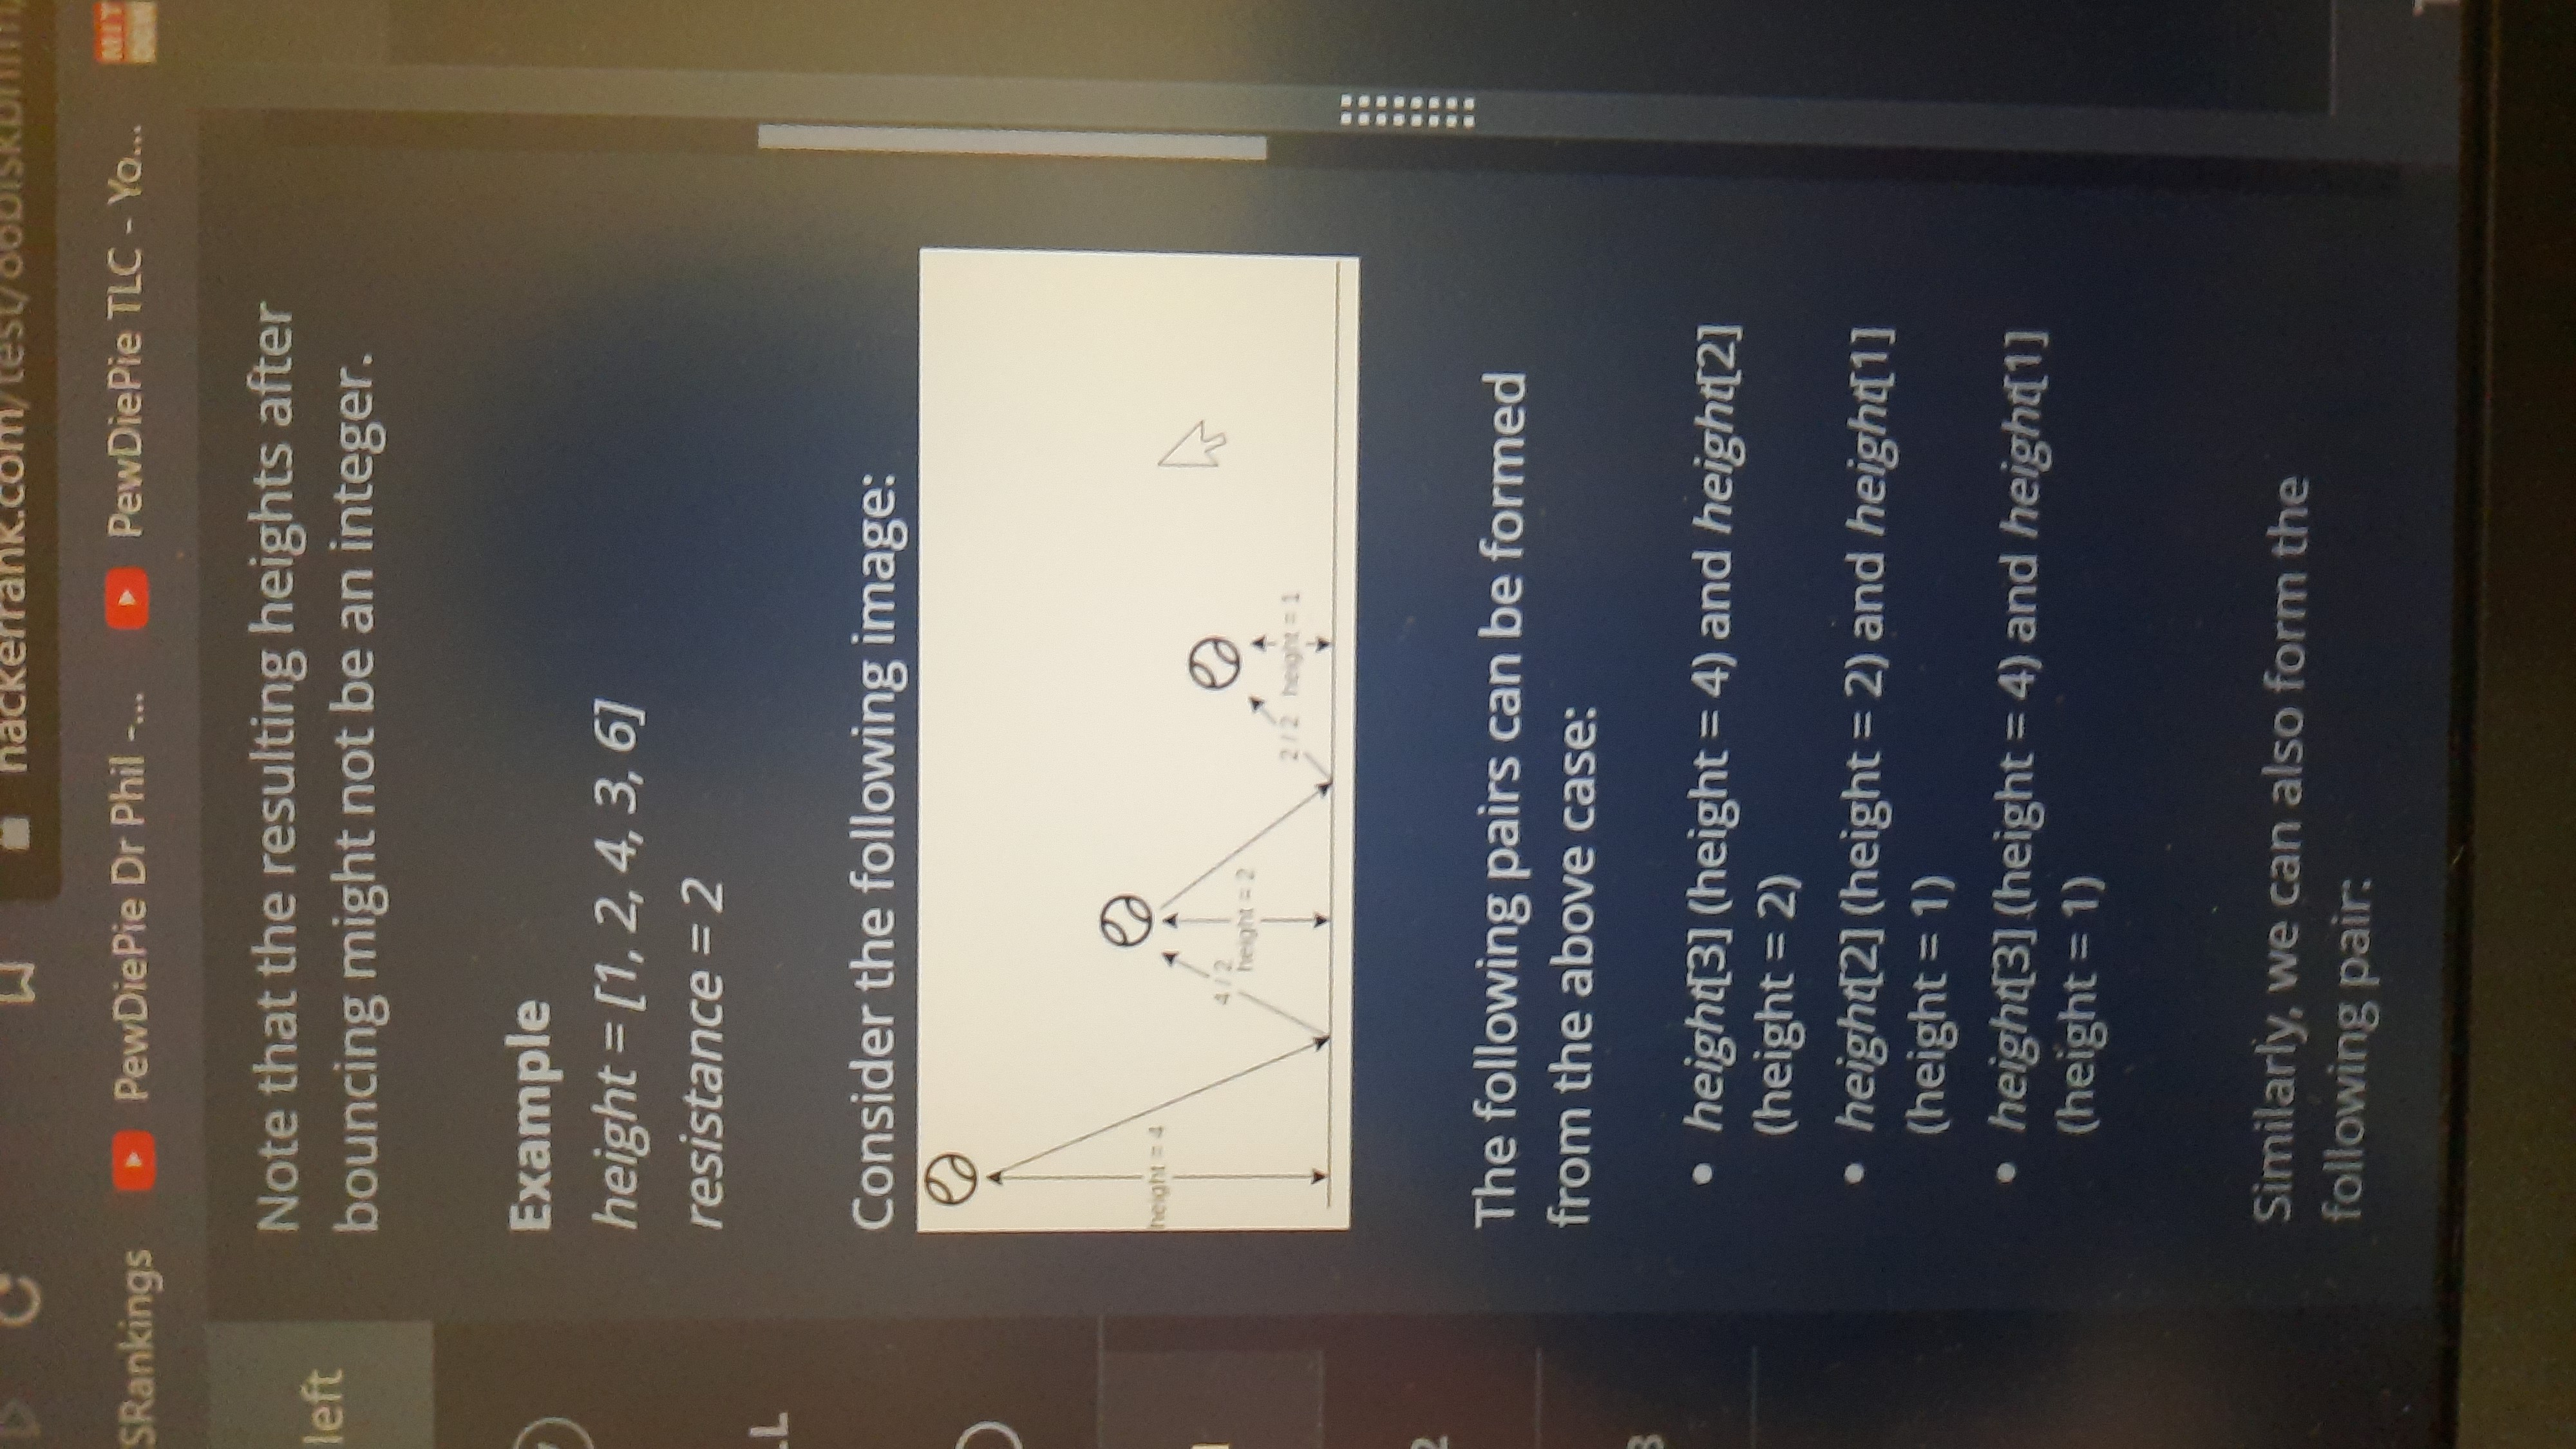 hackerrank.com/test/
SRankings
PewDiePie Dr Phil -...
PewDiePie TLC - Yo...
MIT
left
Note that the resulting heights after
bouncing might not be an integer.
Example
height = [1, 2, 4, 3, 6]
resistance = 2
Consider the following image:
height = 4
4 / 2
height = 2
2 / 2
height = 1
The following pairs can be formed
from the above case:
• height[3] (height = 4) and height[2]
(height = 2)
• height[2] (height = 2) and height[1]
(height = 1)
• height[3] (height = 4) and height[1]
(height = 1)
Similarly, we can also form the
following pair:
2
3